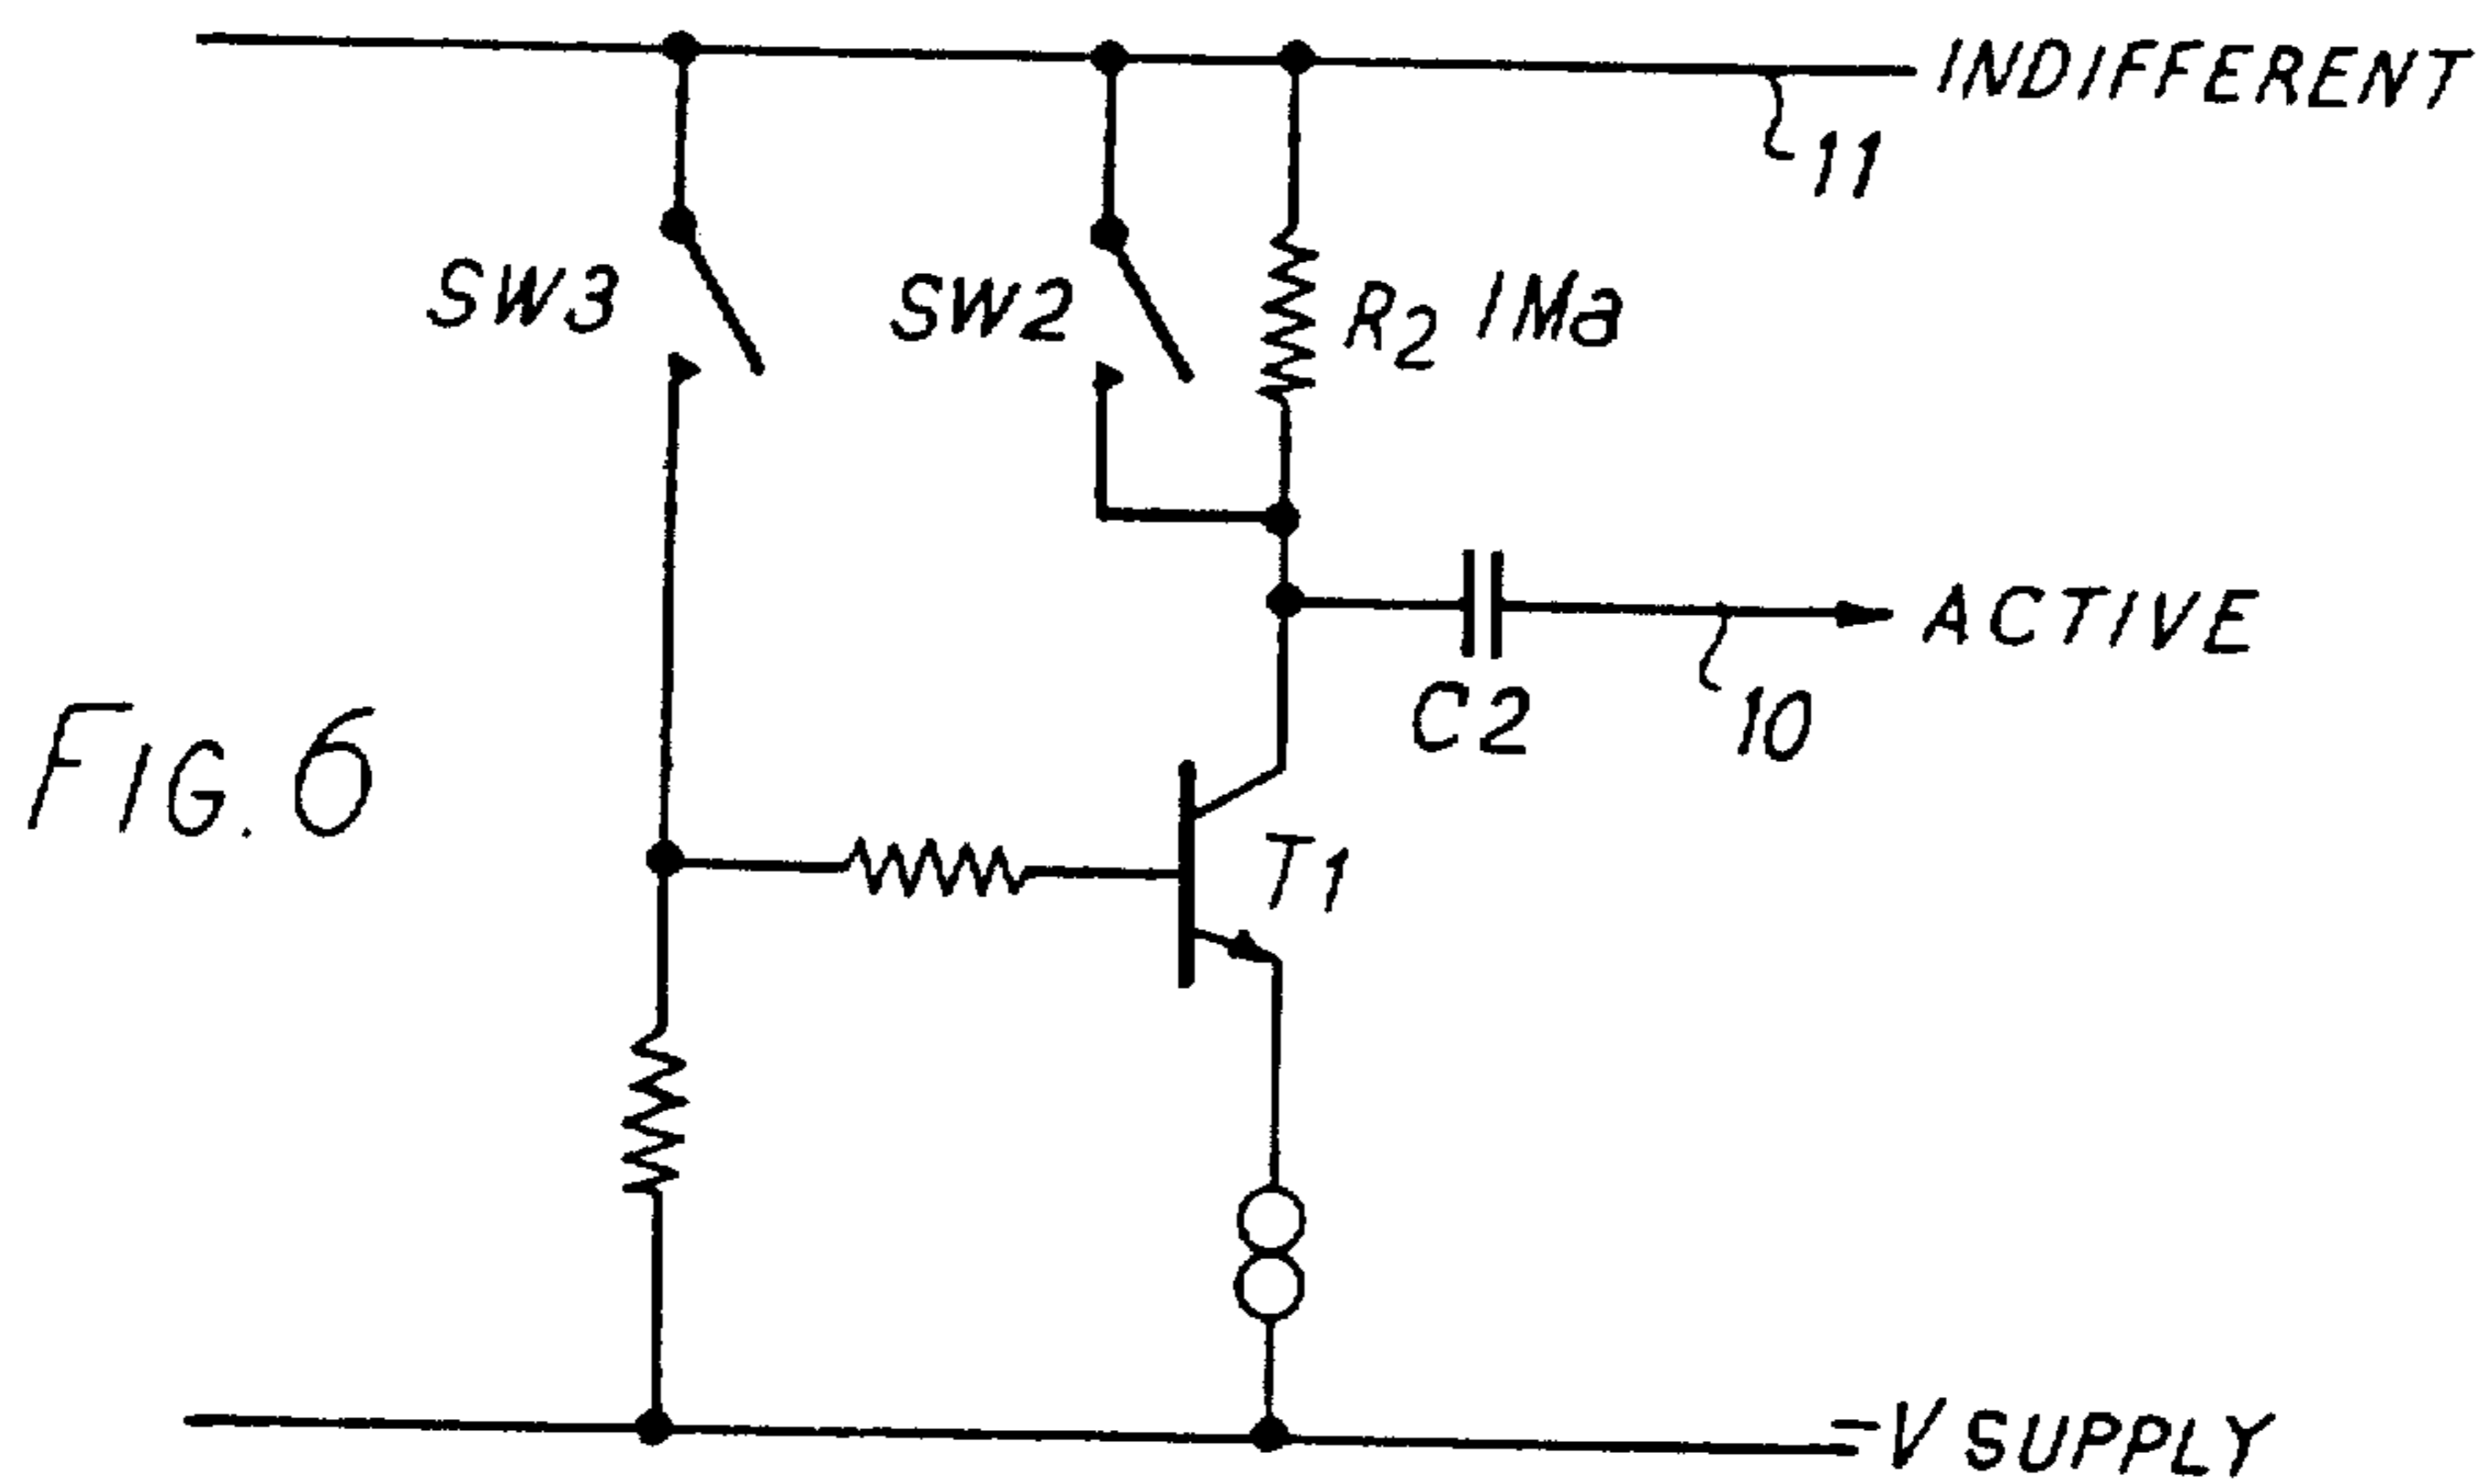 INDIFFERENT
11
SW3
SW2
R2 1Ma
ACTIVE
10
C2
FIG. 6
T1
-V SUPPLY